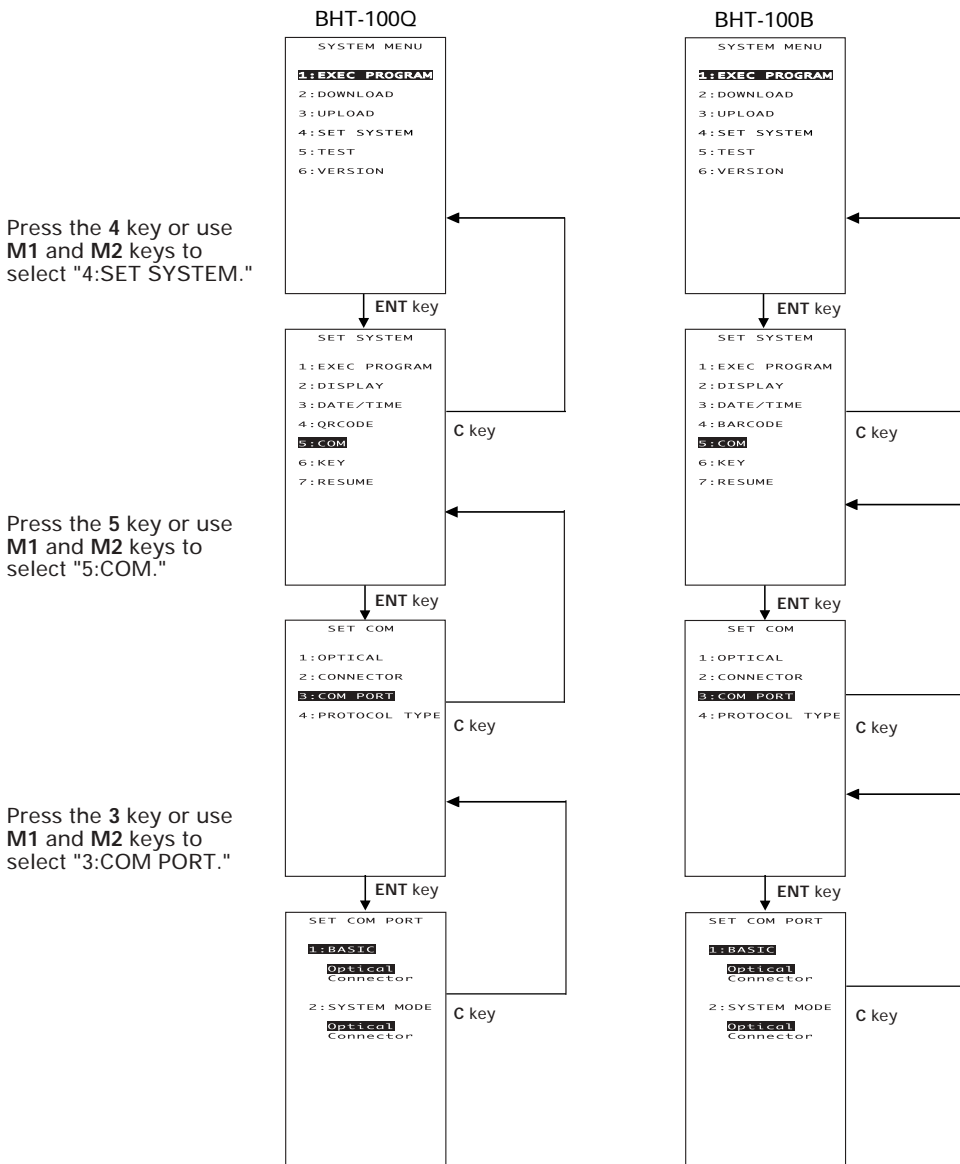 BHT-100Q
SYSTEM MENU
1:EXEC PROGRAM
2:DOWNLOAD
3:UPLOAD
4:SET SYSTEM
5:TEST
6:VERSION
Press the 4 key or use
M1 and M2 keys to
select "4:SET SYSTEM."
ENT key
SET SYSTEM
1:EXEC PROGRAM
2:DISPLAY
3:DATE/TIME
4:QRCODE
5:COM
6:KEY
7:RESUME
C key
Press the 5 key or use
M1 and M2 keys to
select "5:COM."
ENT key
SET COM
1:OPTICAL
2:CONNECTOR
3:COM PORT
4:PROTOCOL TYPE
C key
Press the 3 key or use
M1 and M2 keys to
select "3:COM PORT."
ENT key
SET COM PORT
1:BASIC
Optical
Connector
2:SYSTEM MODE
Optical
Connector
C key
BHT-100B
SYSTEM MENU
1:EXEC PROGRAM
2:DOWNLOAD
3:UPLOAD
4:SET SYSTEM
5:TEST
6:VERSION
ENT key
SET SYSTEM
1:EXEC PROGRAM
2:DISPLAY
3:DATE/TIME
4:BARCODE
5:COM
6:KEY
7:RESUME
C key
ENT key
SET COM
1:OPTICAL
2:CONNECTOR
3:COM PORT
4:PROTOCOL TYPE
C key
ENT key
SET COM PORT
1:BASIC
Optical
Connector
2:SYSTEM MODE
Optical
Connector
C key